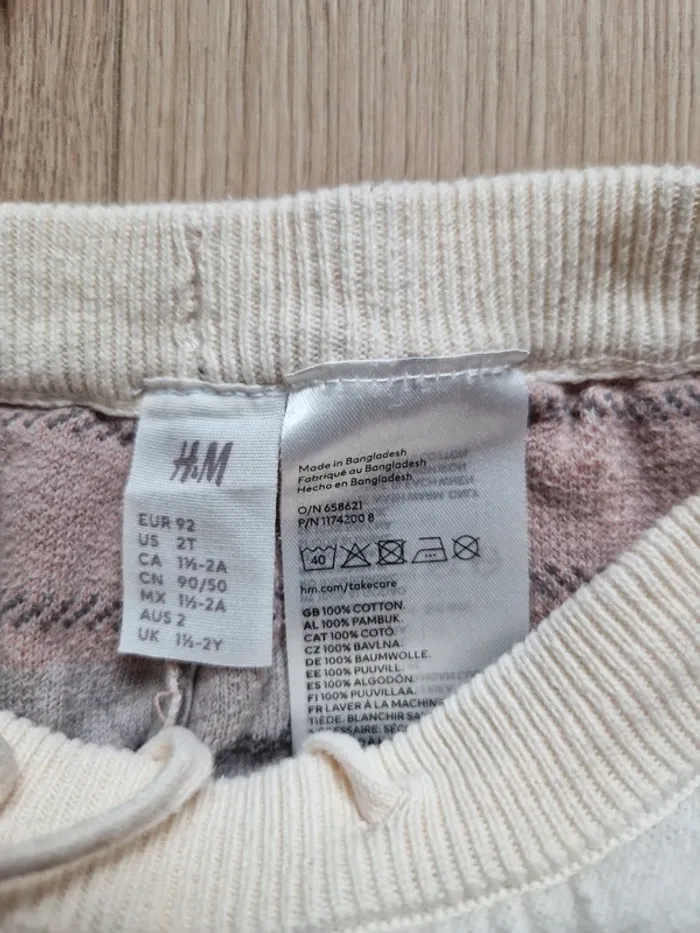 H&M
EUR 92
US 2T
CA 1½-2A
CN 90/50
MX 1½-2A
AUS 2
UK 1½-2Y
Made in Bangladesh
Fabriqué au Bangladesh
Hecho en Bangladesh
O/N 658621
P/N 1174200 8
40
hm.com/takecare
GB 100% COTTON.
AL 100% PAMBUK.
CAT 100% COTÓ.
CZ 100% BAVLNA.
DE 100% BAUMWOLLE.
EE 100% PUUVILL.
ES 100% ALGODÓN.
FI 100% PUUVILLAA.
FR LAVER À LA MACHINE
TIÈDE. BLANCHIR SA